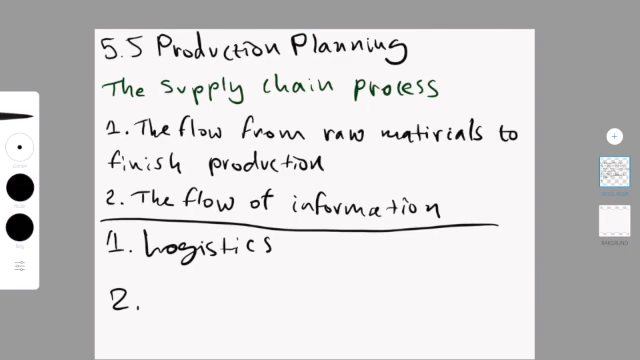 5.5 Production Planning
The supply chain process
1. The flow from raw matirials to
finish production
2. The flow of information
1. Logistics
2.